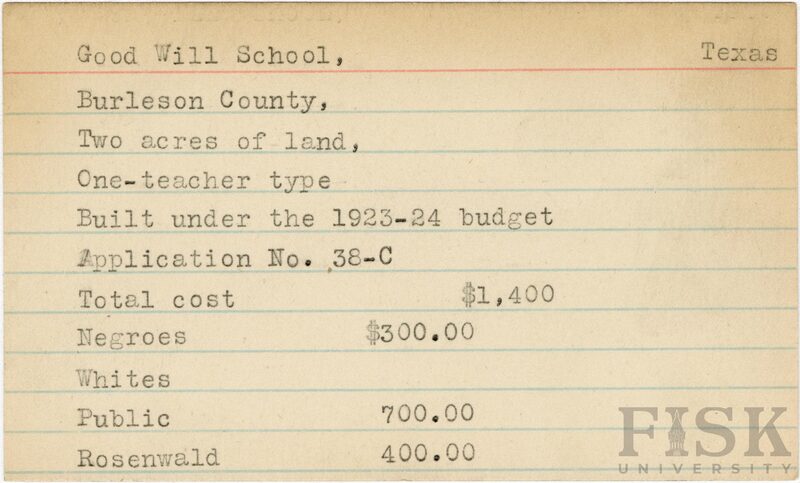 Good Will School, Texas
Burleson County,
Two acres of land,
One-teacher type
Built under the 1923-24 budget
Application No. 38-C
Total cost $1,400
Negroes $300.00
Whites
Public 700.00
Rosenwald 400.00
FISK
UNIVERSITY